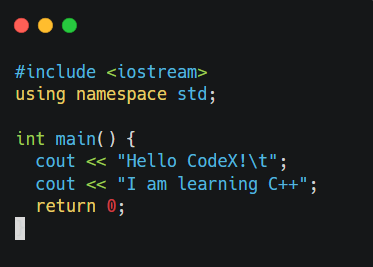 #include <iostream>
using namespace std;
int main() {
cout << "Hello CodeX!\t";
cout << "I am learning C++";
return 0;